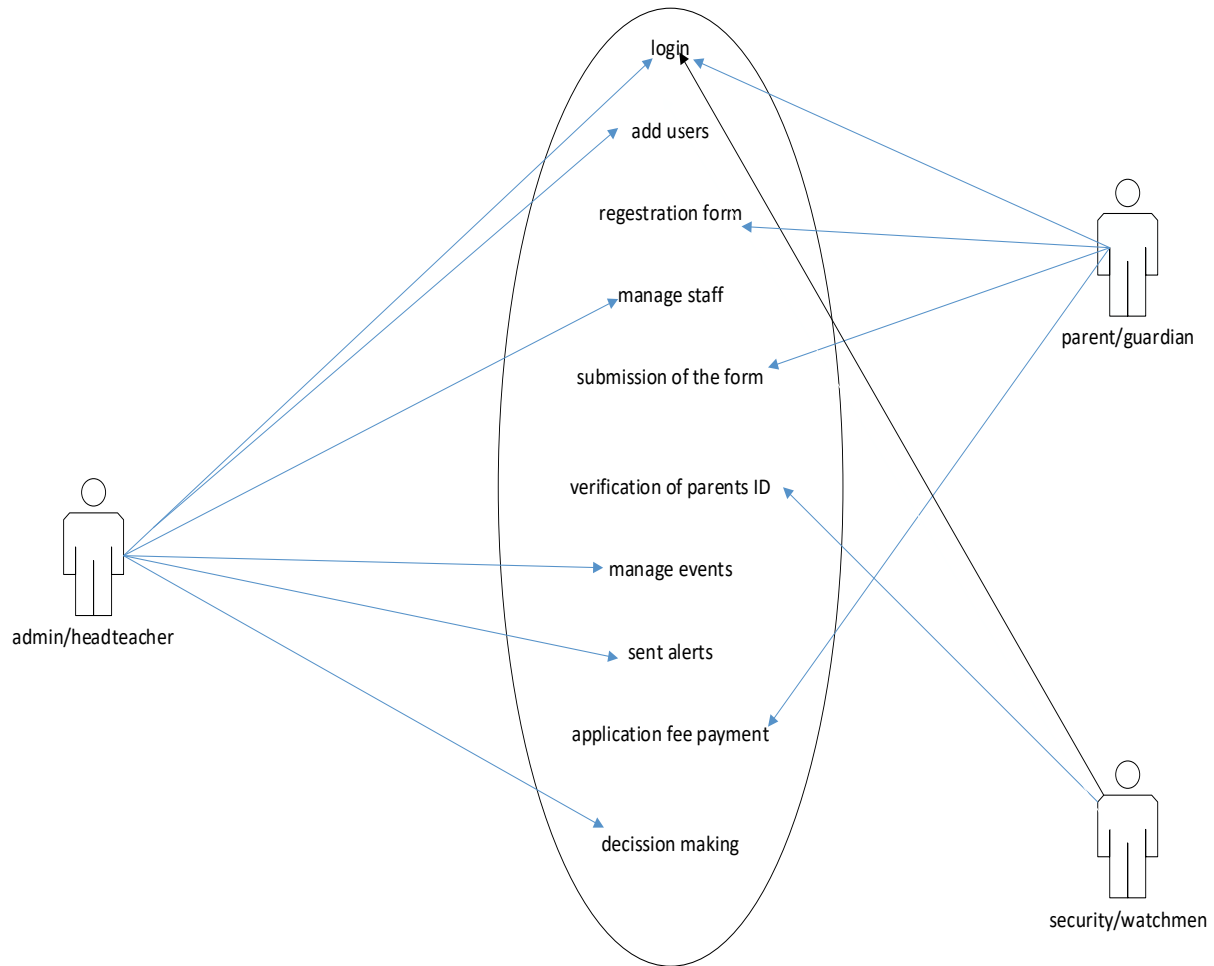 login
add users
regestration form
manage staff
parent/guardian
submission of the form
verification of parents ID
manage events
admin/headteacher
sent alerts
application fee payment
decission making
security/watchmen